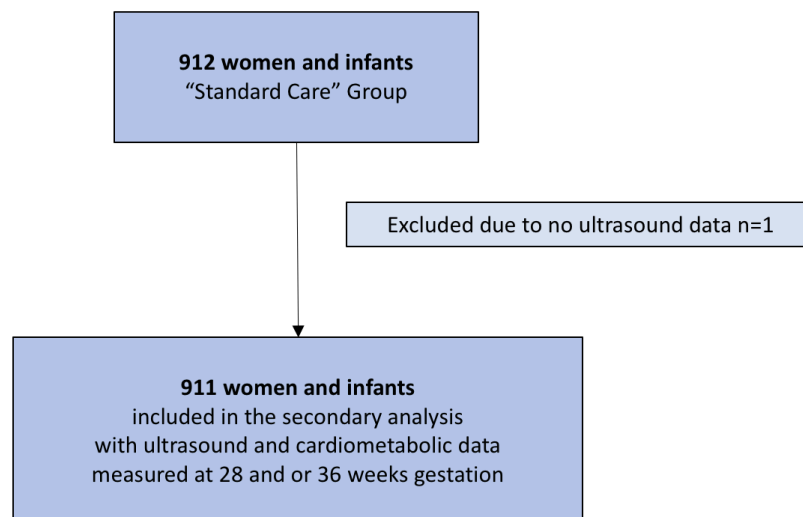 912 women and infants
“Standard Care” Group
Excluded due to no ultrasound data n=1
911 women and infants
included in the secondary analysis
with ultrasound and cardiometabolic data
measured at 28 and or 36 weeks gestation